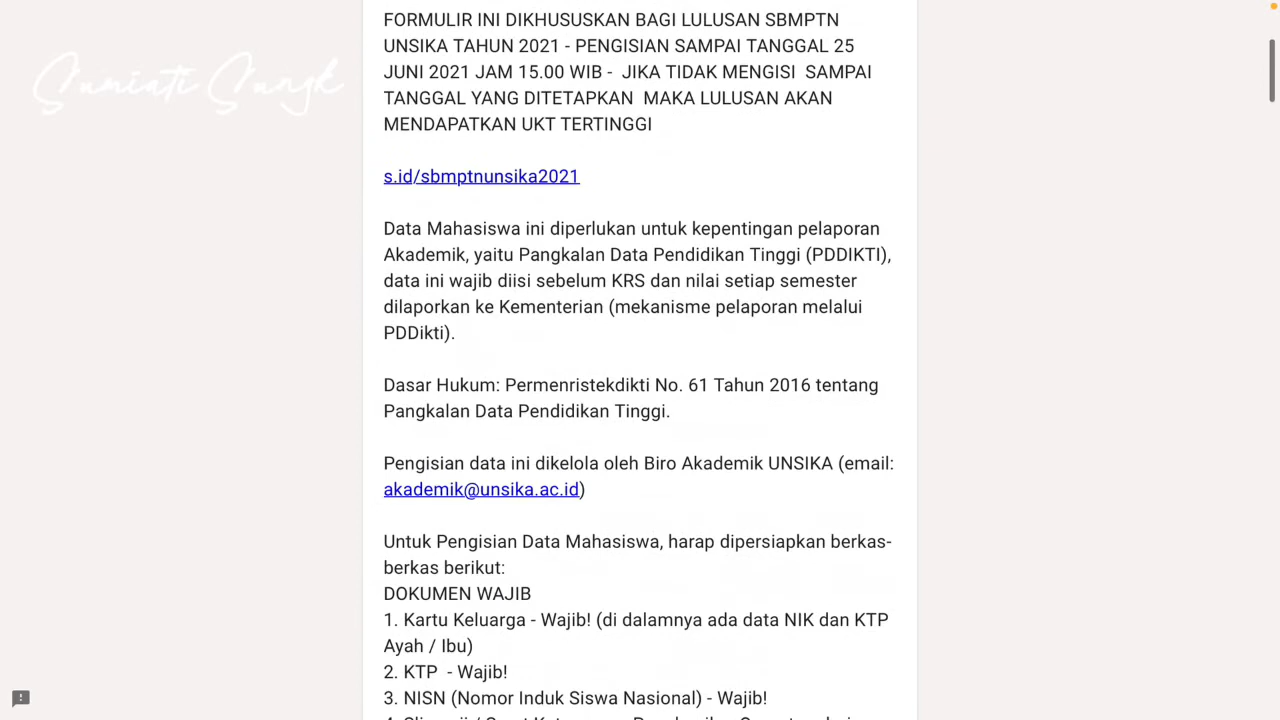 FORMULIR INI DIKHUSUSKAN BAGI LULUSAN SBMPTN
UNSIKA TAHUN 2021 - PENGISIAN SAMPAI TANGGAL 25
JUNI 2021 JAM 15.00 WIB - JIKA TIDAK MENGISI SAMPAI
TANGGAL YANG DITETAPKAN MAKA LULUSAN AKAN
MENDAPATKAN UKT TERTINGGI
Sumiati Sungk
s.id/sbmptnunsika2021
Data Mahasiswa ini diperlukan untuk kepentingan pelaporan
Akademik, yaitu Pangkalan Data Pendidikan Tinggi (PDDIKTI),
data ini wajib diisi sebelum KRS dan nilai setiap semester
dilaporkan ke Kementerian (mekanisme pelaporan melalui
PDDikti).
Dasar Hukum: Permenristekdikti No. 61 Tahun 2016 tentang
Pangkalan Data Pendidikan Tinggi.
Pengisian data ini dikelola oleh Biro Akademik UNSIKA (email:
akademik@unsika.ac.id)
Untuk Pengisian Data Mahasiswa, harap dipersiapkan berkas-
berkas berikut:
DOKUMEN WAJIB
1. Kartu Keluarga - Wajib! (di dalamnya ada data NIK dan KTP
Ayah / Ibu)
2. KTP - Wajib!
3. NISN (Nomor Induk Siswa Nasional) - Wajib!